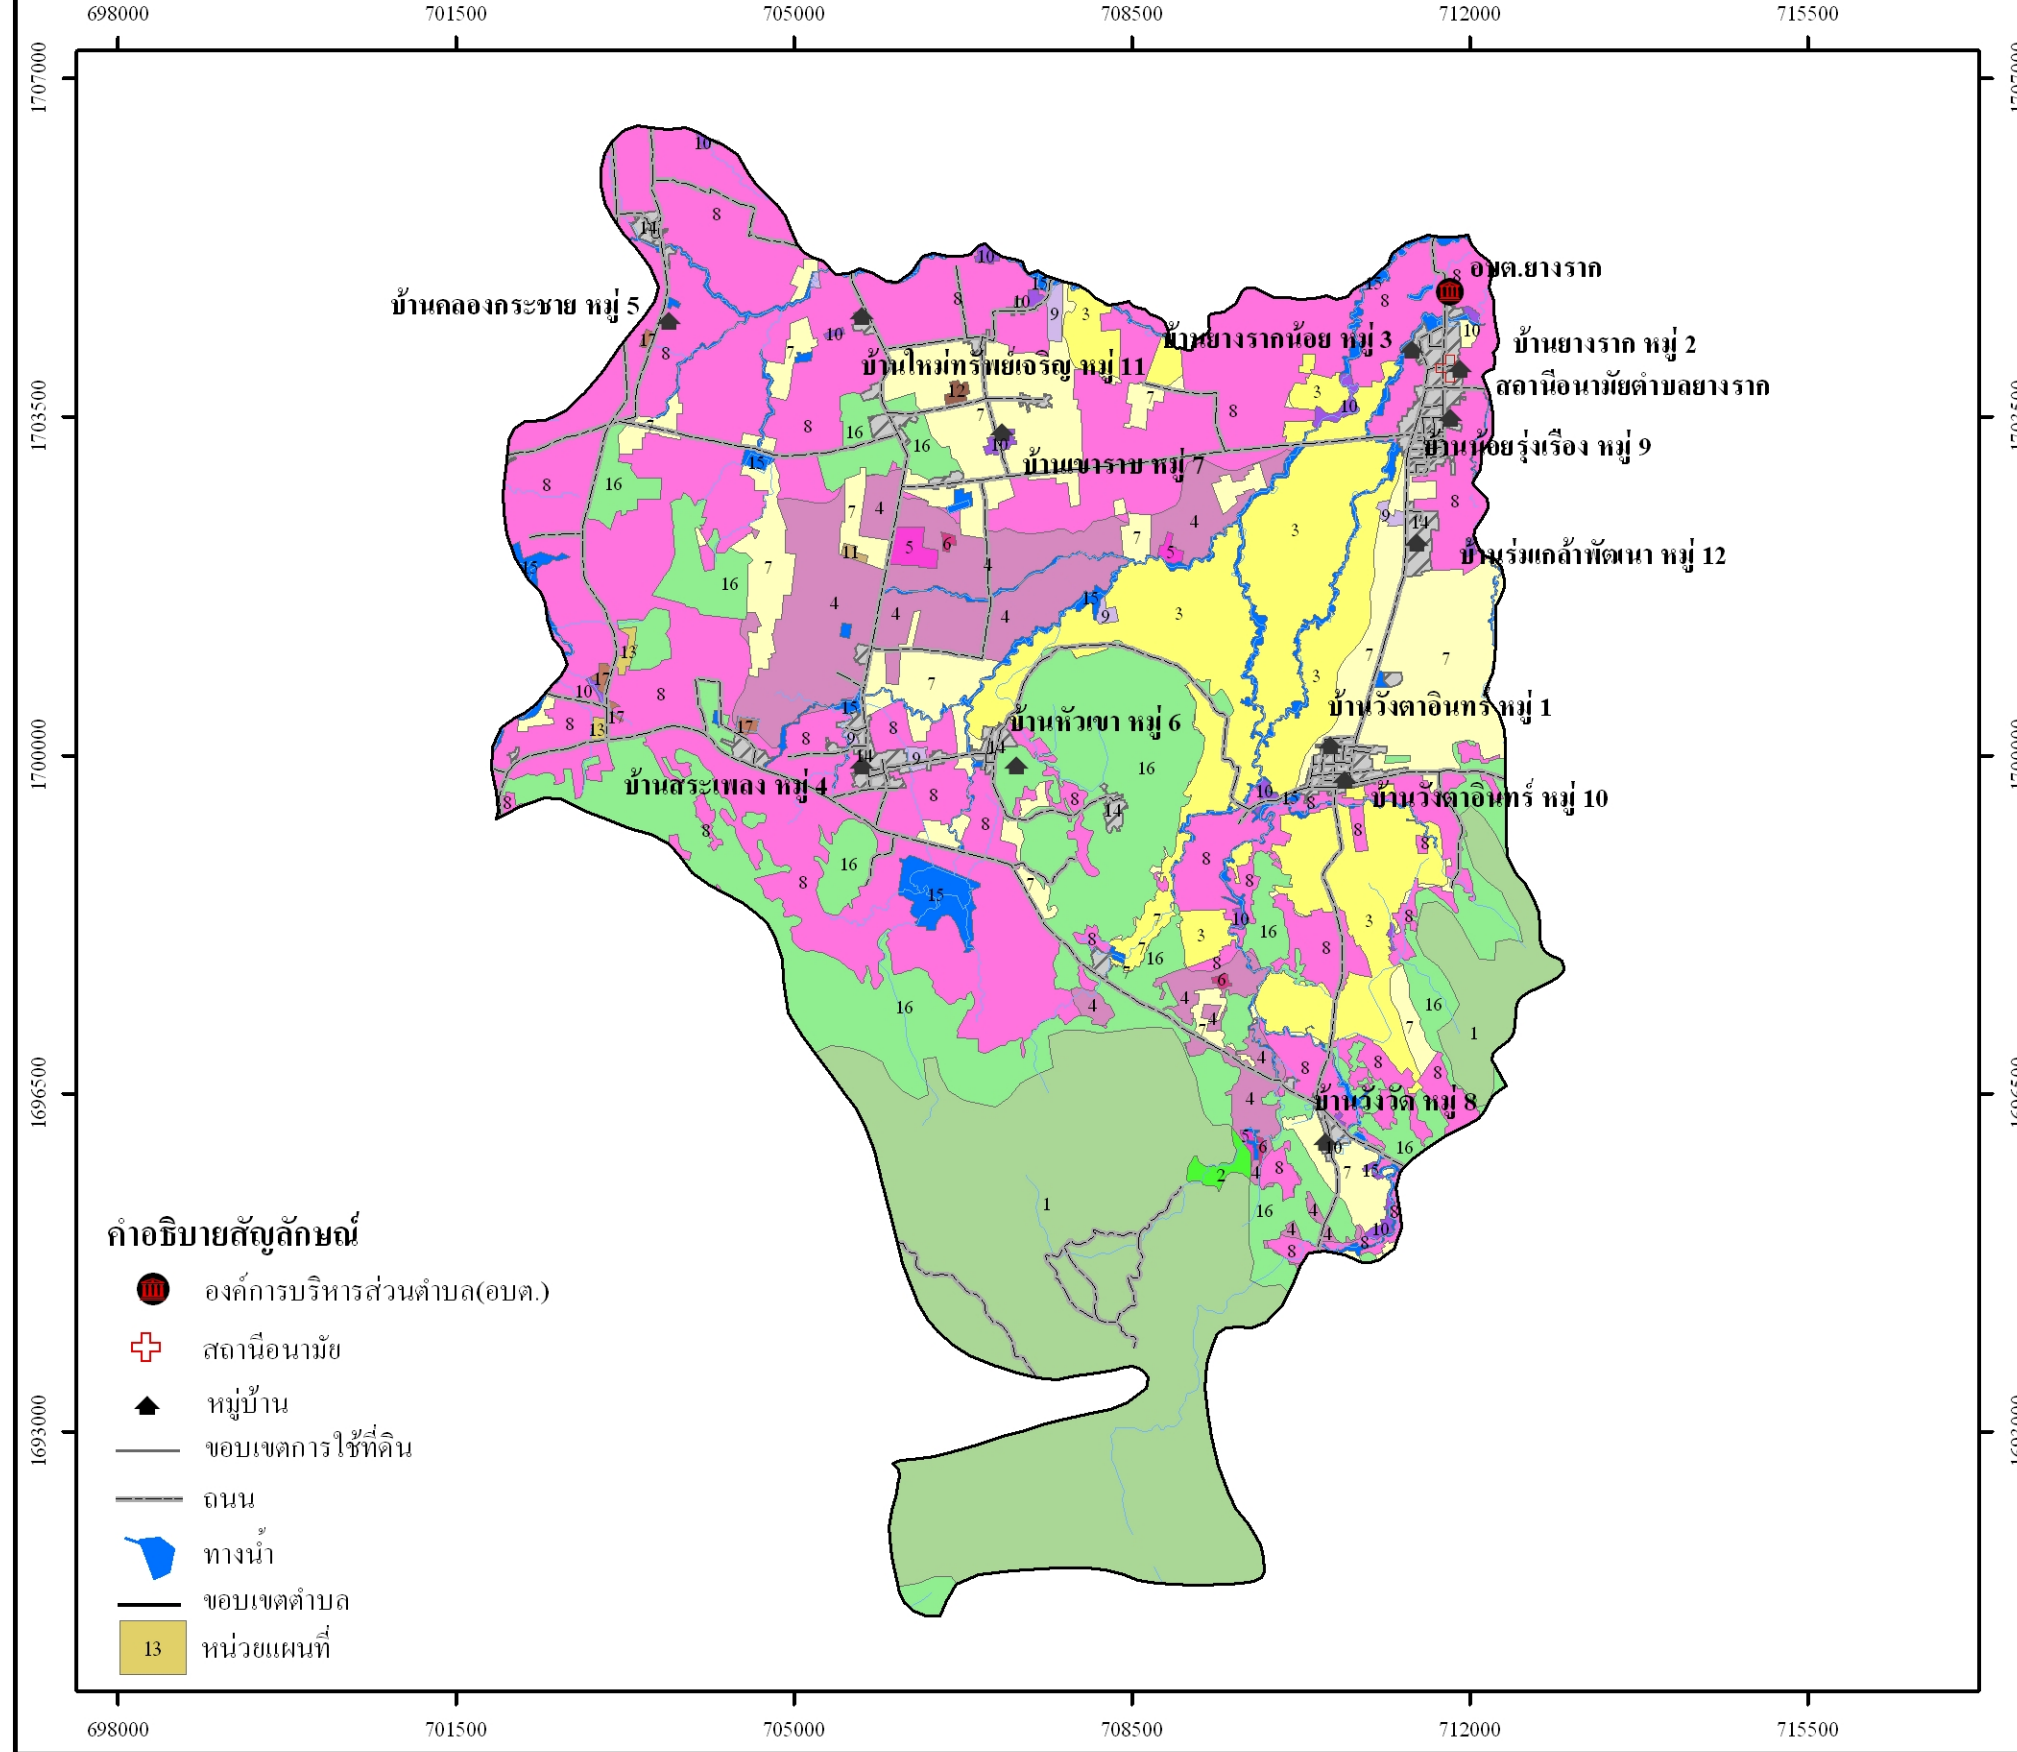 698000 701500 705000 708500 712000 715500
1707000
1703500
1700000
1696500
1693000
อบต.ยางราก
บ้านคลองกระชาย หมู่ 5
บ้านยางรากน้อย หมู่ 3
บ้านยางราก หมู่ 2
บ้านใหม่ทรัพย์เจริญ หมู่ 11
สถานีอนามัยตำบลยางราก
บ้านน้อยรุ่งเรือง หมู่ 9
บ้านเขาราบ หมู่ 7
บ้านร่มเกล้าพัฒนา หมู่ 12
บ้านวังตาอินทร์ หมู่ 1
บ้านหัวเขา หมู่ 6
บ้านสระเพลง หมู่ 4
บ้านวังตาอินทร์ หมู่ 10
บ้านวังวัด หมู่ 8
คำอธิบายสัญลักษณ์
องค์การบริหารส่วนตำบล(อบต.)
สถานีอนามัย
หมู่บ้าน
ขอบเขตการใช้ที่ดิน
ถนน
ทางน้ำ
ขอบเขตตำบล
13 หน่วยแผนที่
698000 701500 705000 708500 712000 715500